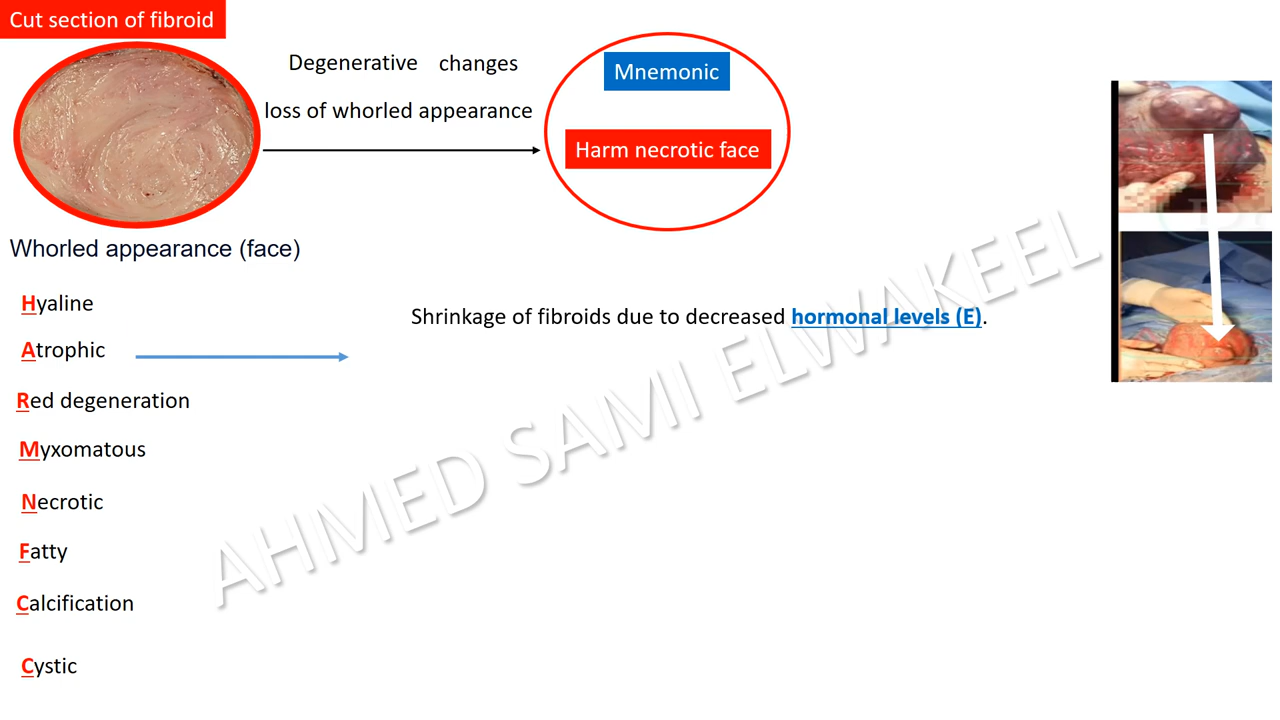 Cut section of fibroid
Degenerative changes
loss of whorled appearance
Mnemonic
Harm necrotic face
Whorled appearance (face)
Hyaline
Shrinkage of fibroids due to decreased hormonal levels (E).
Atrophic
Red degeneration
Myxomatous
Necrotic
Fatty
Calcification
Cystic
AHMED SAMII ELWAKEEL